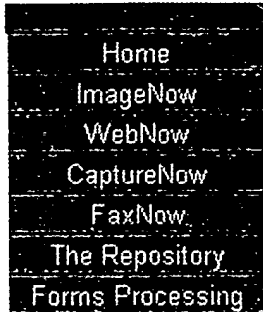 Home
ImageNow
WebNow
CaptureNow
FaxNow
The Repository
Forms Processing